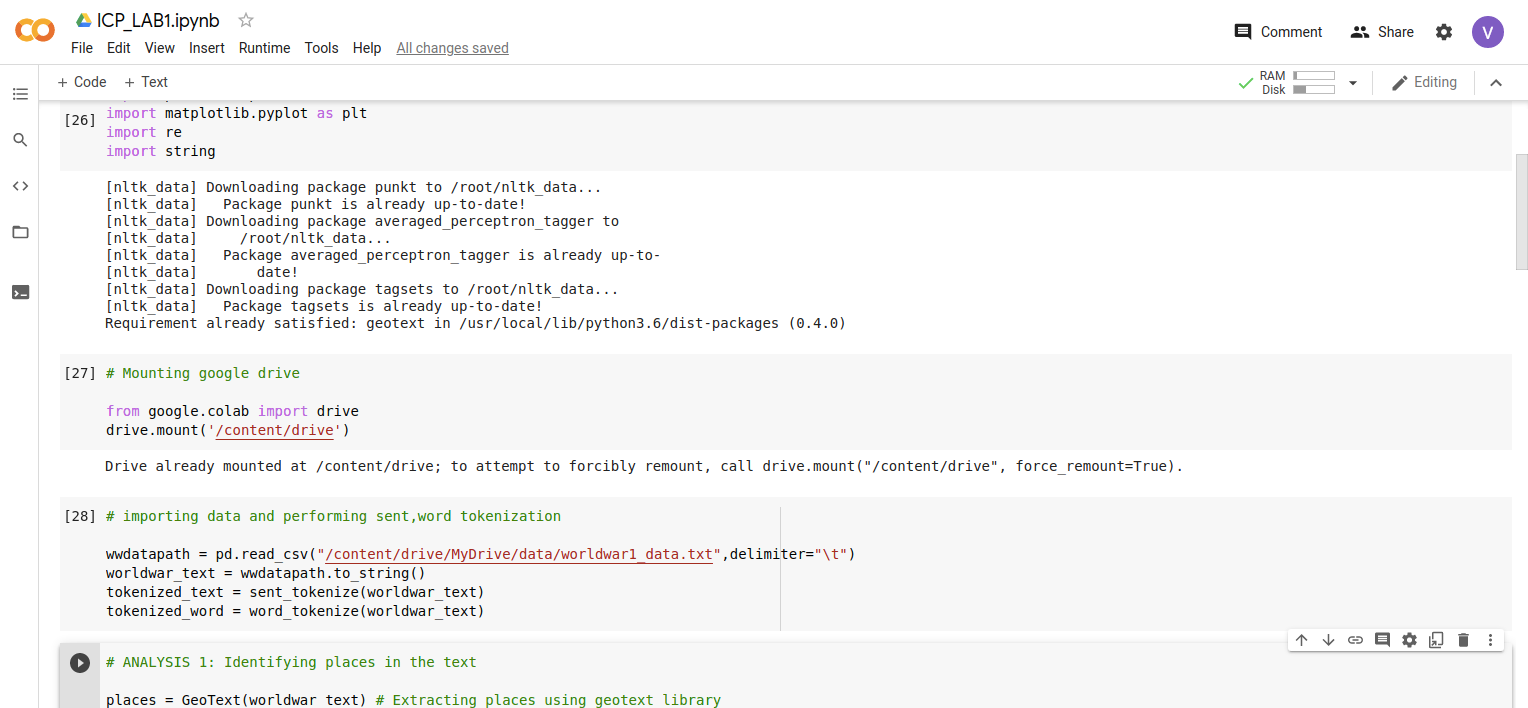 ICP_LAB1.ipynb
File Edit View Insert Runtime Tools Help All changes saved
Comment Share V
+ Code + Text
RAM
Disk
Editing
[26] import matplotlib.pyplot as plt
import re
import string
[nltk_data] Downloading package punkt to /root/nltk_data...
[nltk_data]   Package punkt is already up-to-date!
[nltk_data] Downloading package averaged_perceptron_tagger to
[nltk_data]     /root/nltk_data...
[nltk_data]   Package averaged_perceptron_tagger is already up-to-
[nltk_data]       date!
[nltk_data] Downloading package tagsets to /root/nltk_data...
[nltk_data]   Package tagsets is already up-to-date!
Requirement already satisfied: geotext in /usr/local/lib/python3.6/dist-packages (0.4.0)
[27] # Mounting google drive
from google.colab import drive
drive.mount('/content/drive')
Drive already mounted at /content/drive; to attempt to forcibly remount, call drive.mount("/content/drive", force_remount=True).
[28] # importing data and performing sent,word tokenization
wwdatapath = pd.read_csv("/content/drive/MyDrive/data/worldwar1_data.txt",delimiter="\t")
worldwar_text = wwdatapath.to_string()
tokenized_text = sent_tokenize(worldwar_text)
tokenized_word = word_tokenize(worldwar_text)
# ANALYSIS 1: Identifying places in the text
places = GeoText(worldwar_text) # Extracting places using geotext library